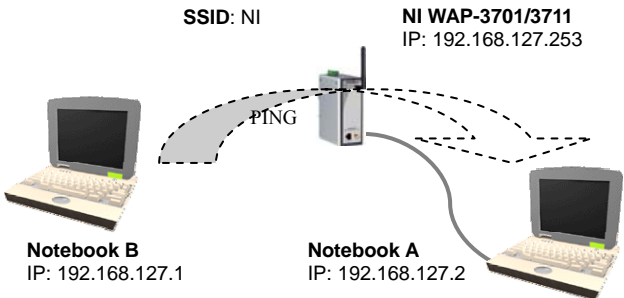 SSID: NI
NI WAP-3701/3711
IP: 192.168.127.253
PING
Notebook B
IP: 192.168.127.1
Notebook A
IP: 192.168.127.2